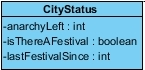 CityStatus
-anarchyLeft : int
-isThereAFestival : boolean
-lastFestivalSince : int